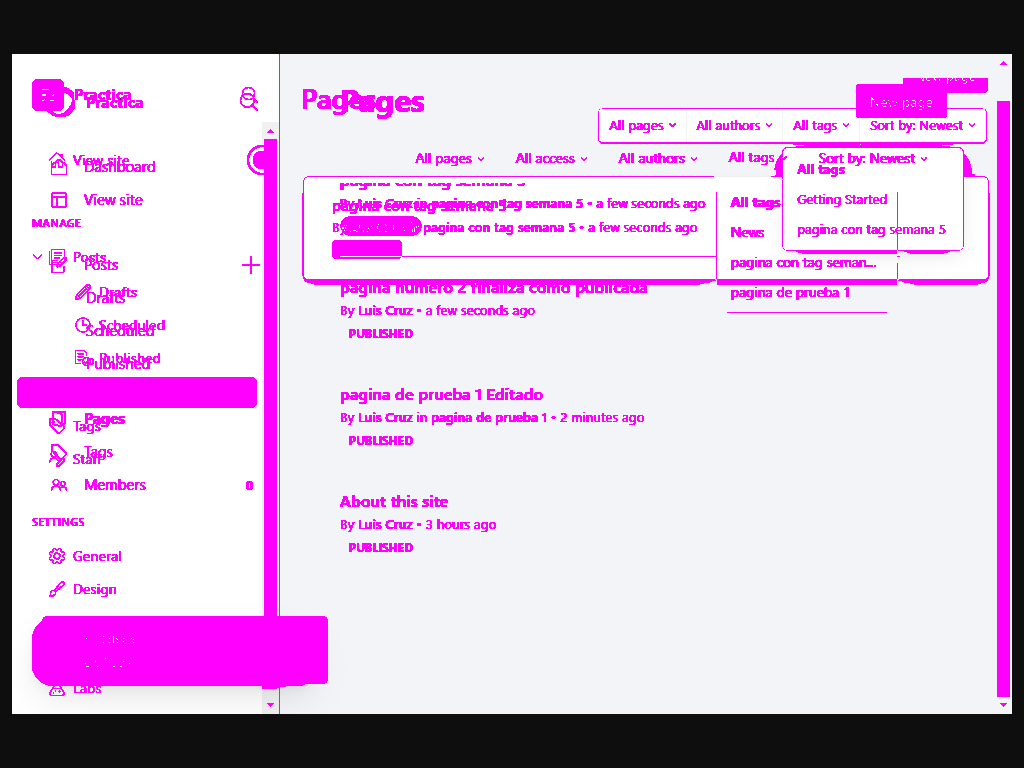 Practica
Practica
View site
Dashboard
View site
MANAGE
Posts
Posts
Drafts
Drafts
Scheduled
Scheduled
Published
Published
Pages
Tags
Tags
Staff
Members 0
SETTINGS
General
Design
Labs
Pages
Pages
New page
New page
All pages All authors All tags Sort by: Newest
All pages All access All authors All tags Sort by: Newest
All tags
Getting Started
pagina con tag semana 5
All tags
News
pagina con tag seman...
pagina de prueba 1
pagina con tag semana 5
pagina con tag semana 5
By Luis Cruz in pagina con tag semana 5 • a few seconds ago
pagina con tag semana 5 • a few seconds ago
pagina numero 2 finaliza como publicada
By Luis Cruz • a few seconds ago
PUBLISHED
pagina de prueba 1 Editado
By Luis Cruz in pagina de prueba 1 • 2 minutes ago
PUBLISHED
About this site
By Luis Cruz • 3 hours ago
PUBLISHED